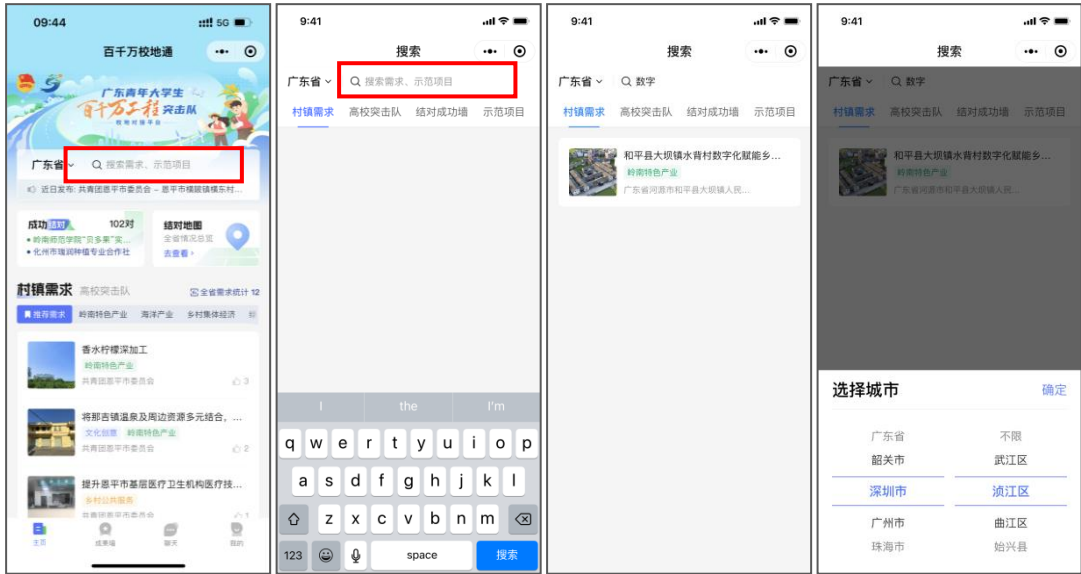 09:44
5G
百千万校地通
广东青年大学生
百千万工程突击队
广东省
搜索需求、示范项目
近日发布: 共青团恩平市委员会 – 恩平市横陂镇横东村...
成功结对
102对
•岭南师范学院"贝多果"实...
•化州市瑞润种植专业合作社
结对地图
全省情况总览
去查看›
村镇需求 高校突击队
全省需求统计 12
推荐需求 岭南特色产业 海洋产业 乡村集体经济
香水柠檬深加工
岭南特色产业
共青团恩平市委员会
3
将那吉镇温泉及周边资源多元结合，...
文化创意 岭南特色产业
共青团恩平市委员会
2
提升恩平市基层医疗卫生机构医疗技...
乡村公共服务
共青团恩平市委员会
1
主页 成果墙 聊天 我的
9:41
搜索
广东省
搜索需求、示范项目
村镇需求 高校突击队 结对成功墙 示范项目
I the I'm
q w e r t y u i o p
a s d f g h j k l
z x c v b n m
123 space 搜索
9:41
搜索
广东省
数字
村镇需求 高校突击队 结对成功墙 示范项目
和平县大坝镇水背村数字化赋能乡...
岭南特色产业
广东省河源市和平县大坝镇人民...
9:41
搜索
广东省
数字
村镇需求 高校突击队 结对成功墙 示范项目
和平县大坝镇水背村数字化赋能乡...
岭南特色产业
广东省河源市和平县大坝镇人民...
选择城市 确定
广东省 不限
韶关市 武江区
深圳市 浈江区
广州市 曲江区
珠海市 始兴县